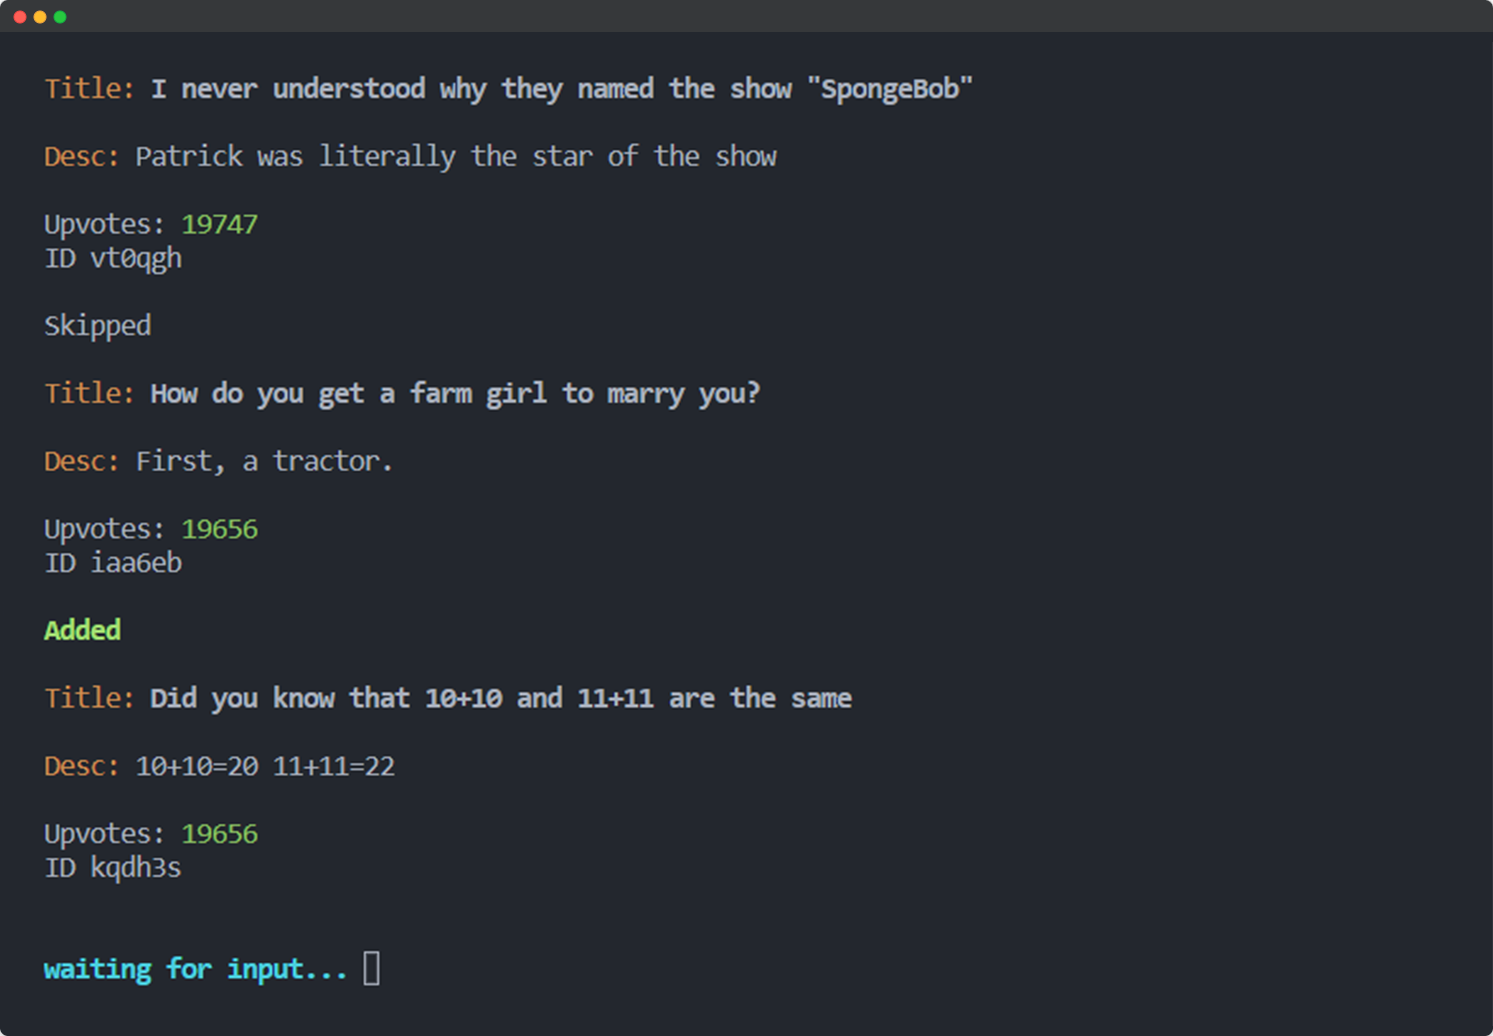 Title: I never understood why they named the show "SpongeBob"
Desc: Patrick was literally the star of the show
Upvotes: 19747
ID vt0qgh
Skipped
Title: How do you get a farm girl to marry you?
Desc: First, a tractor.
Upvotes: 19656
ID iaa6eb
Added
Title: Did you know that 10+10 and 11+11 are the same
Desc: 10+10=20 11+11=22
Upvotes: 19656
ID kqdh3s
waiting for input...